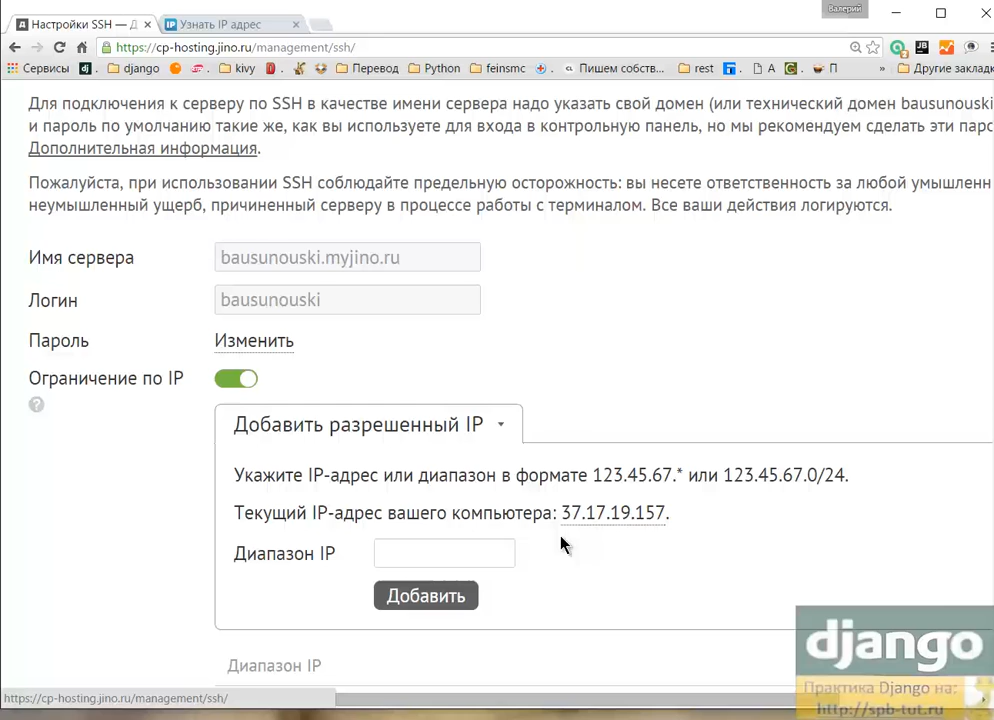 Валерий
Настройки SSH — Д
Узнать IP адрес
https://cp-hosting.jino.ru/management/ssh/
Сервисы
django
kivy
Перевод
Python
feinsmc
Пишем собств...
rest
А
П
»
Другие закладк
Для подключения к серверу по SSH в качестве имени сервера надо указать свой домен (или технический домен bausunouski
и пароль по умолчанию такие же, как вы используете для входа в контрольную панель, но мы рекомендуем сделать эти паро
Дополнительная информация.
Пожалуйста, при использовании SSH соблюдайте предельную осторожность: вы несете ответственность за любой умышленн
неумышленный ущерб, причиненный серверу в процессе работы с терминалом. Все ваши действия логируются.
Имя сервера
bausunouski.myjino.ru
Логин
bausunouski
Пароль
Изменить
Ограничение по IP
?
Добавить разрешенный IP
Укажите IP-адрес или диапазон в формате 123.45.67.* или 123.45.67.0/24.
Текущий IP-адрес вашего компьютера: 37.17.19.157.
Диапазон IP
Добавить
Диапазон IP
https://cp-hosting.jino.ru/management/ssh/
django
Практика Django на:
http://spb-tut.ru